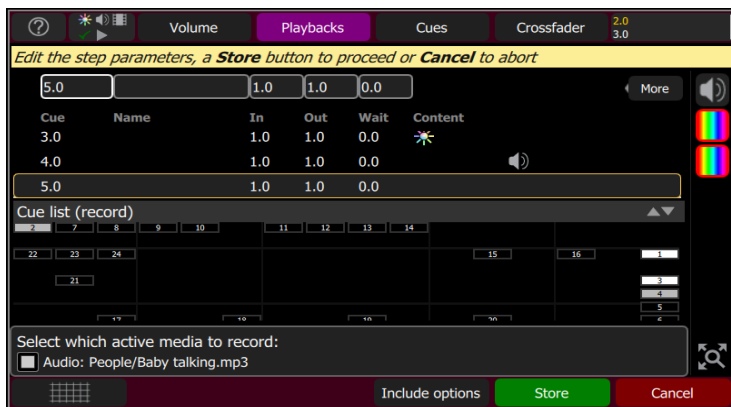 ? Volume Playbacks Cues Crossfader 2.0
3.0
Edit the step parameters, a Store button to proceed or Cancel to abort
5.0 1.0 1.0 0.0 More
Cue Name In Out Wait Content
3.0 1.0 1.0 0.0
4.0 1.0 1.0 0.0
5.0 1.0 1.0 0.0
Cue list (record)
2 7 8 9 10 11 12 13 14
22 23 24 15 16 1
21 3
4
5
17 18 19 20 6
Select which active media to record:
Audio: People/Baby talking.mp3
Include options Store Cancel